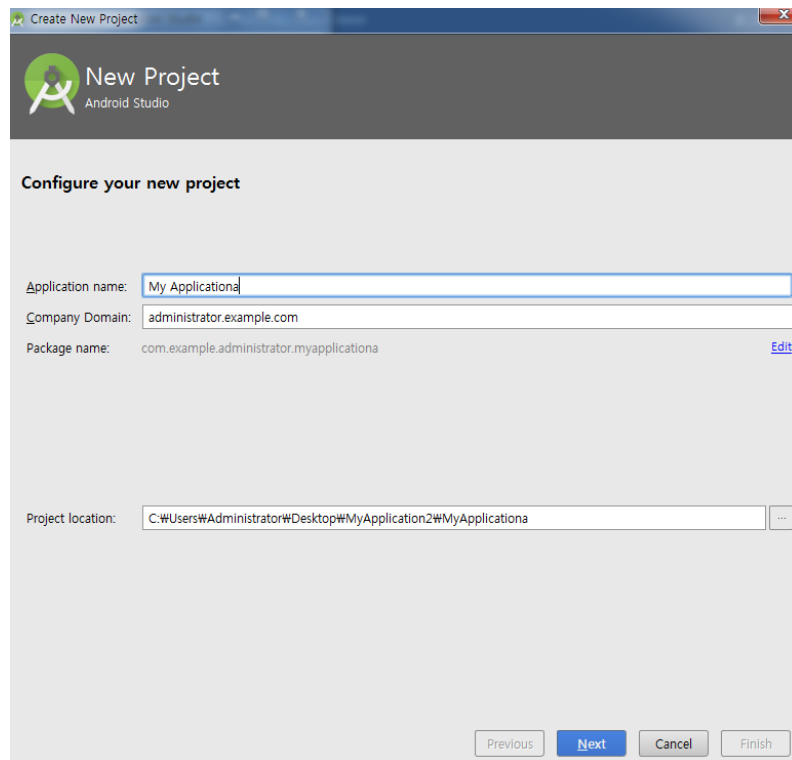 Create New Project
New Project
Android Studio
Configure your new project
Application name: My Applicationa
Company Domain: administrator.example.com
Package name: com.example.administrator.myapplicationa Edit
Project location: C:₩Users₩Administrator₩Desktop₩MyApplication2₩MyApplicationa ...
Previous Next Cancel Finish